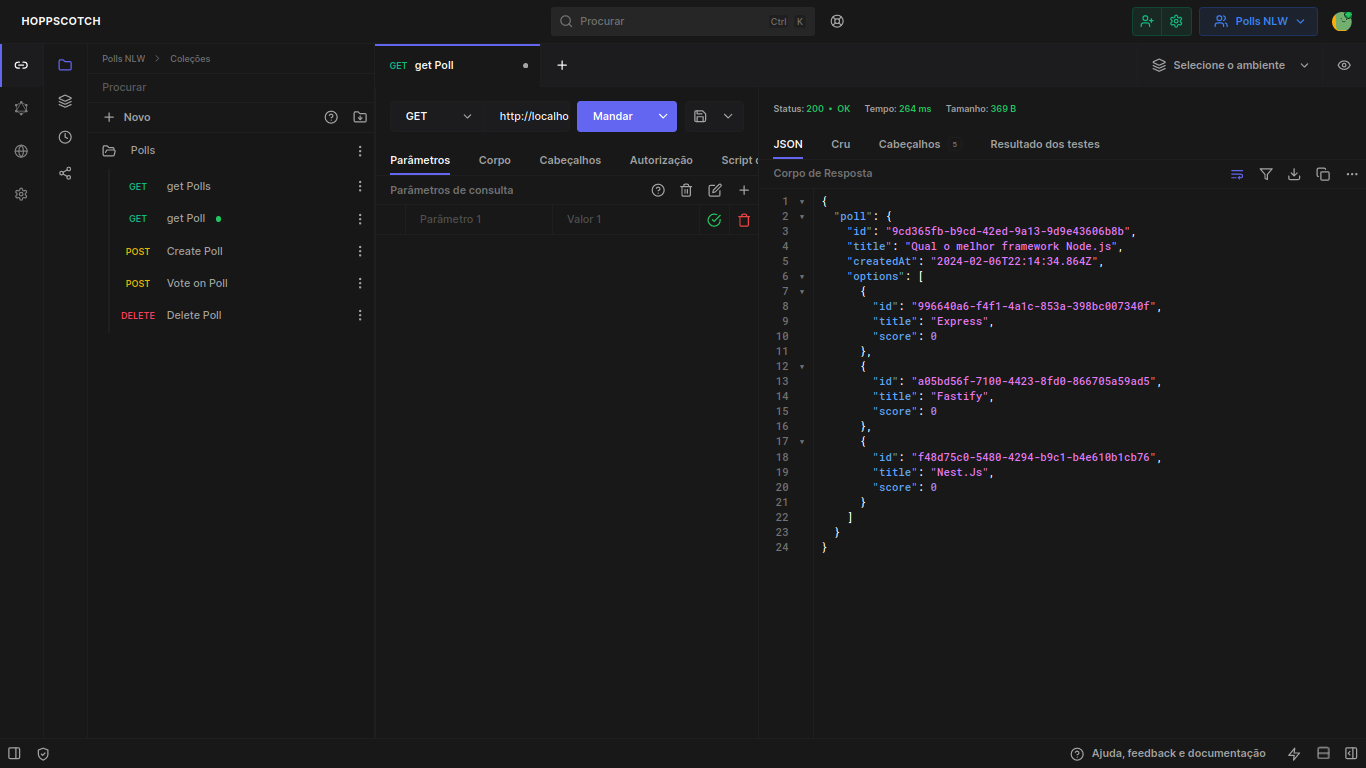 HOPPSCOTCH
Procurar
Ctrl K
Polls NLW
Polls NLW > Coleções
Procurar
Novo
Polls
GET get Polls
GET get Poll
POST Create Poll
POST Vote on Poll
DELETE Delete Poll
GET get Poll
Selecione o ambiente
GET
http://localho
Mandar
Parâmetros
Corpo
Cabeçalhos
Autorização
Script d
Parâmetros de consulta
Parâmetro 1
Valor 1
Status: 200 • OK Tempo: 264 ms Tamanho: 369 B
JSON
Cru
Cabeçalhos 5
Resultado dos testes
Corpo de Resposta
1 {
2 "poll": {
3 "id": "9cd365fb-b9cd-42ed-9a13-9d9e43606b8b",
4 "title": "Qual o melhor framework Node.js",
5 "createdAt": "2024-02-06T22:14:34.864Z",
6 "options": [
7 {
8 "id": "996640a6-f4f1-4a1c-853a-398bc007340f",
9 "title": "Express",
10 "score": 0
11 },
12 {
13 "id": "a05bd56f-7100-4423-8fd0-866705a59ad5",
14 "title": "Fastify",
15 "score": 0
16 },
17 {
18 "id": "f48d75c0-5480-4294-b9c1-b4e610b1cb76",
19 "title": "Nest.Js",
20 "score": 0
21 }
22 ]
23 }
24 }
Ajuda, feedback e documentação